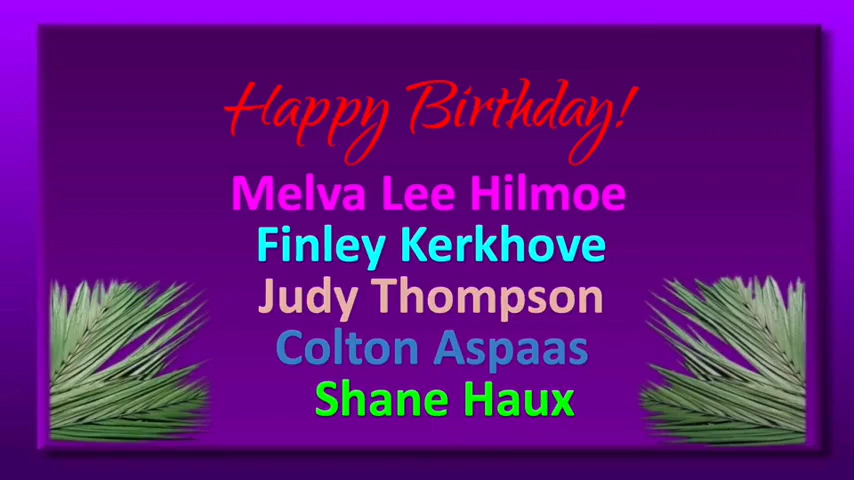 Happy Birthday!
Melva Lee Hilmoe
Finley Kerkhove
Judy Thompson
Colton Aspaas
Shane Haux